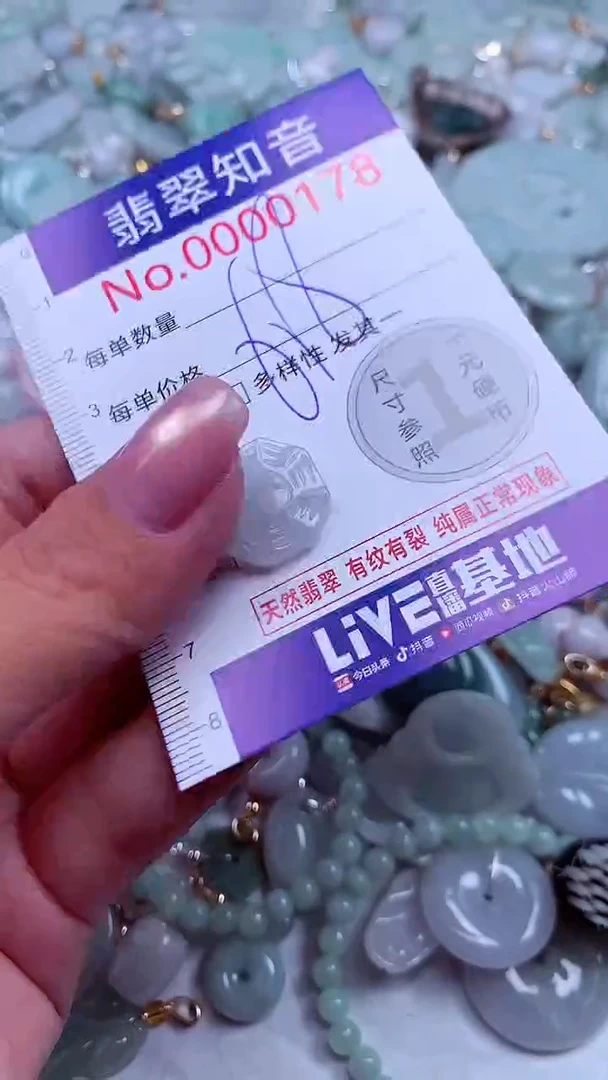 翡翠知音
No.0000178
每单数量
每单价格
多样性 发其一
尺寸参照
1
元硬币
天然翡翠 有纹有裂 纯属正常现象
LiVE直播基地
今日头条 抖音 西瓜视频 抖音火山版
2
3
7
8